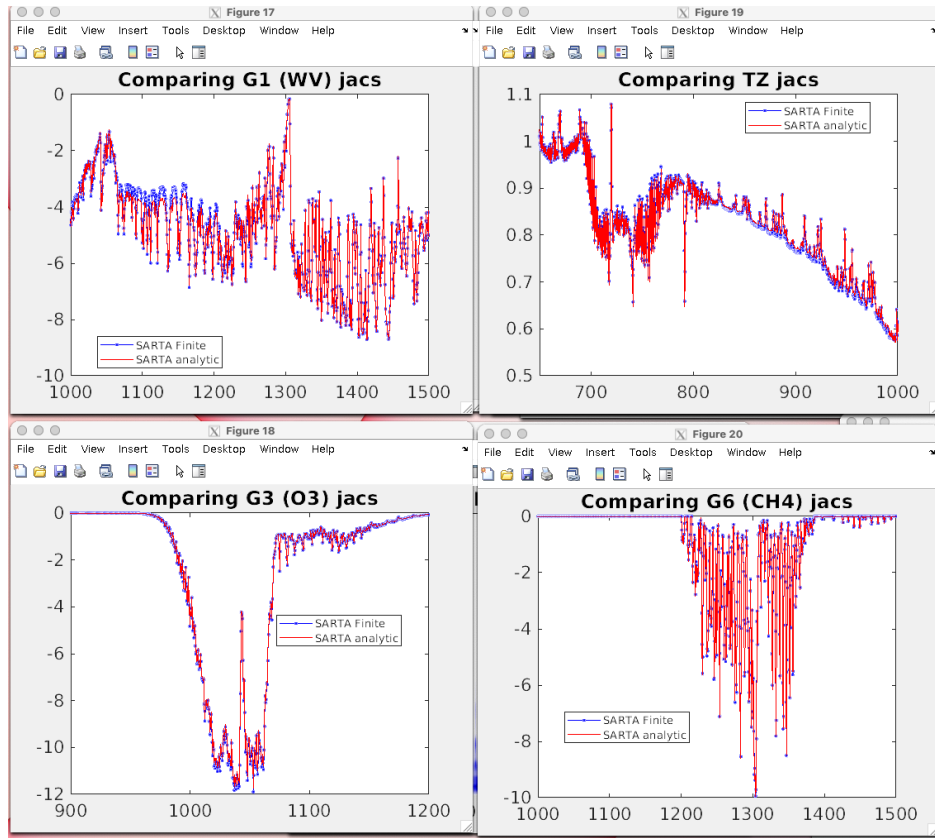 Figure 17
File Edit View Insert Tools Desktop Window Help
Comparing G1 (WV) jacs
0
-2
-4
-6
-8
-10
1000 1100 1200 1300 1400 1500
SARTA Finite
SARTA analytic
Figure 19
File Edit View Insert Tools Desktop Window Help
Comparing TZ jacs
1.1
1
0.9
0.8
0.7
0.6
0.5
700 800 900 1000
SARTA Finite
SARTA analytic
Figure 18
File Edit View Insert Tools Desktop Window Help
Comparing G3 (O3) jacs
0
-2
-4
-6
-8
-10
-12
900 1000 1100 1200
SARTA Finite
SARTA analytic
Figure 20
File Edit View Insert Tools Desktop Window Help
Comparing G6 (CH4) jacs
0
-2
-4
-6
-8
-10
1000 1100 1200 1300 1400 1500
SARTA Finite
SARTA analytic